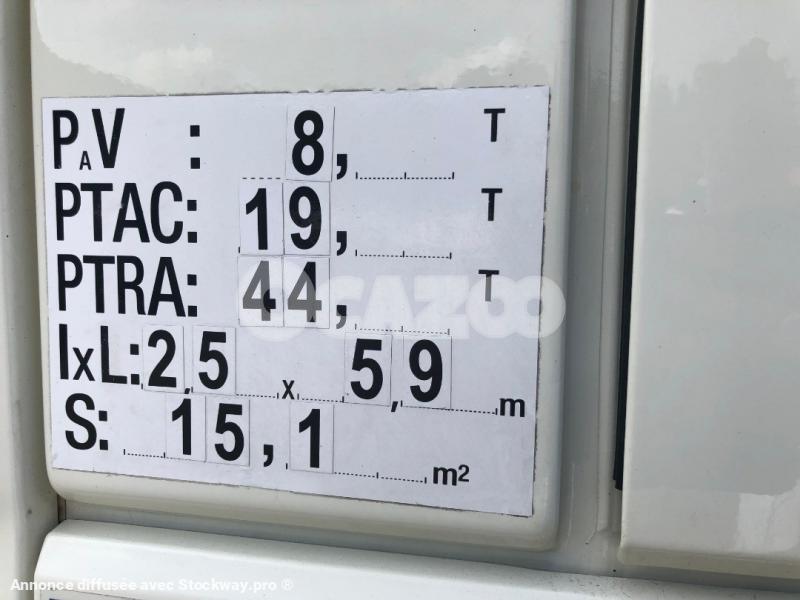 PAV : 8, T
PTAC: 19, T
PTRA: 44, T
IxL: 2,5 x 5,9 m
S: 15,1 m2
CAZOO
Annonce diffusée avec Stockway.pro ®